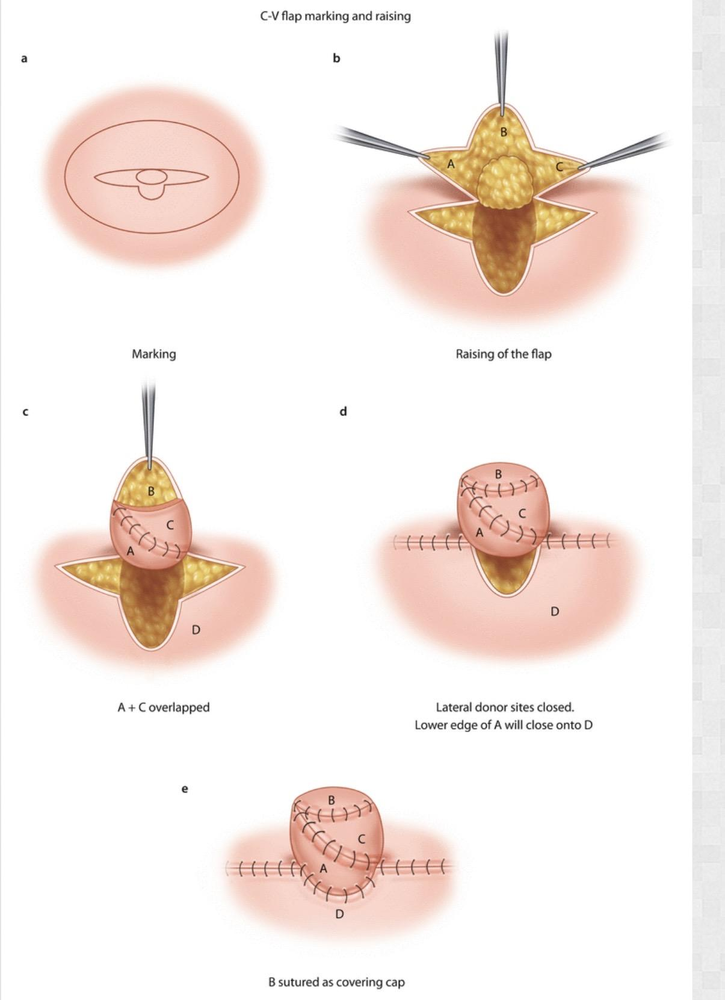 C-V flap marking and raising
a
b
B
A
C
Marking
Raising of the flap
c
d
B
C
A
D
B
C
A
D
A + C overlapped
Lateral donor sites closed.
Lower edge of A will close onto D
e
B
C
A
D
B sutured as covering cap